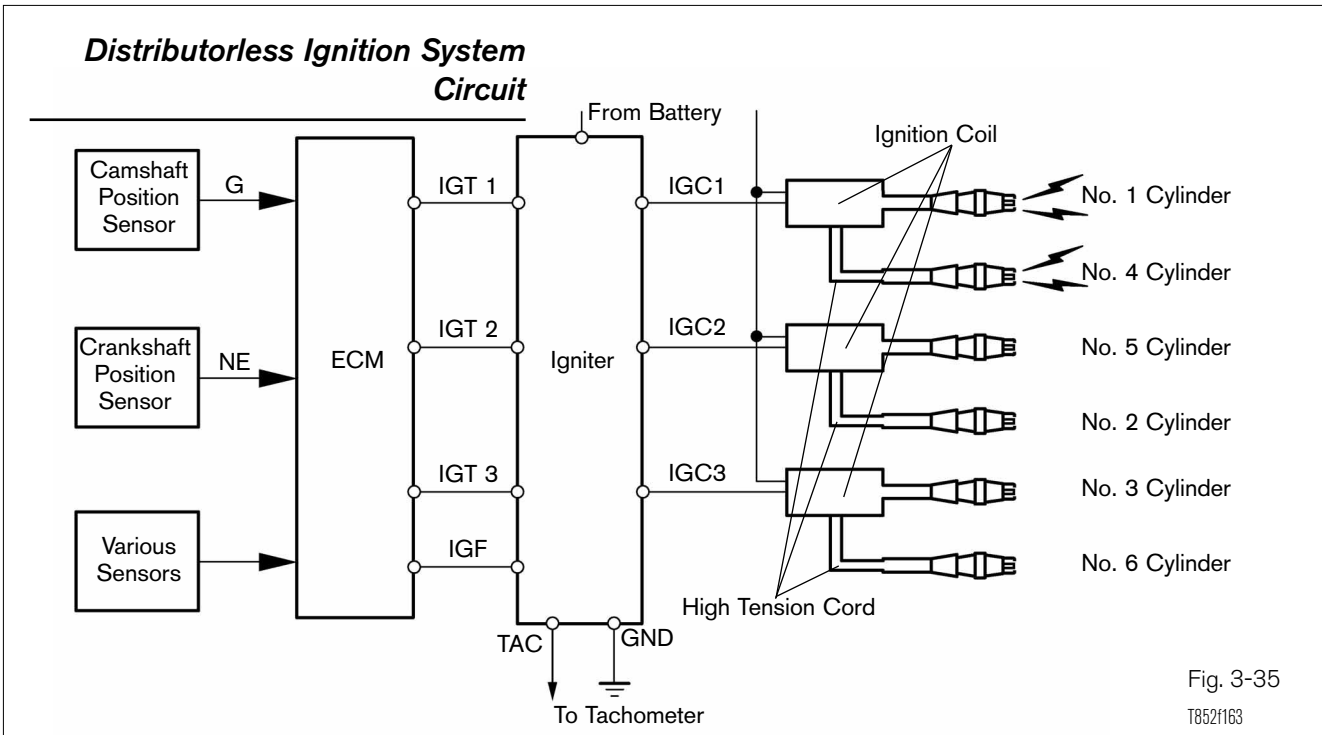 Distributorless Ignition System
Circuit
From Battery
Ignition Coil
Camshaft
Position
Sensor
G
IGT 1
IGC1
No. 1 Cylinder
No. 4 Cylinder
Crankshaft
Position
Sensor
NE
ECM
IGT 2
Igniter
IGC2
No. 5 Cylinder
No. 2 Cylinder
IGT 3
IGC3
No. 3 Cylinder
Various
Sensors
IGF
No. 6 Cylinder
High Tension Cord
TAC
GND
To Tachometer
Fig. 3-35
T852f163